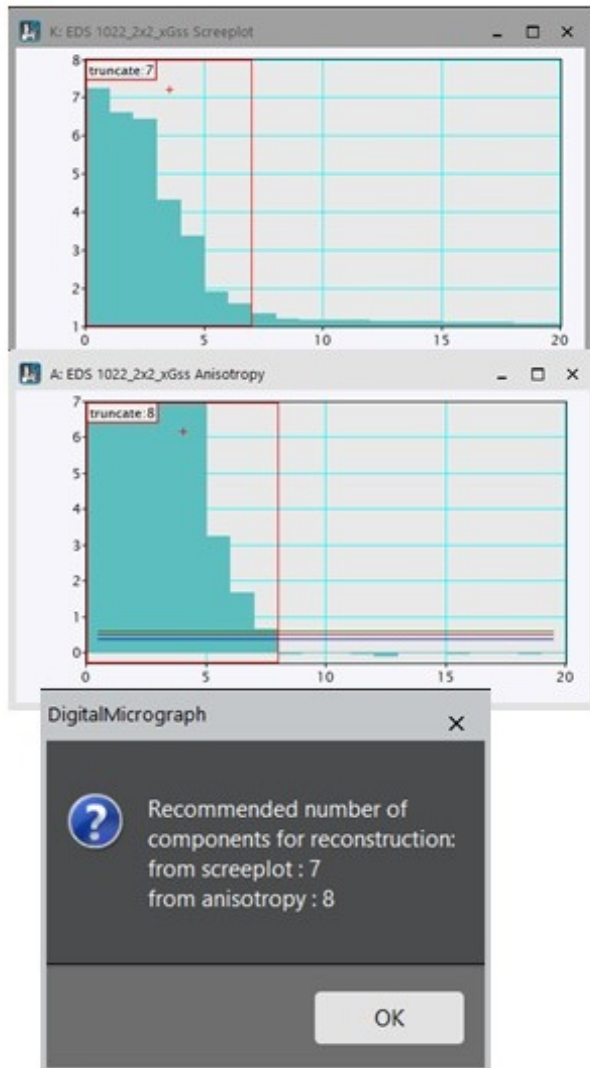 K: EDS 1022_2x2_xGss Screeplot
truncate:7
8
7
6
5
4
3
2
1
0 5 10 15 20
A: EDS 1022_2x2_xGss Anisotropy
truncate:8
7
6
5
4
3
2
1
0
0 5 10 15 20
DigitalMicrograph
Recommended number of
components for reconstruction:
from screeplot : 7
from anisotropy : 8
OK